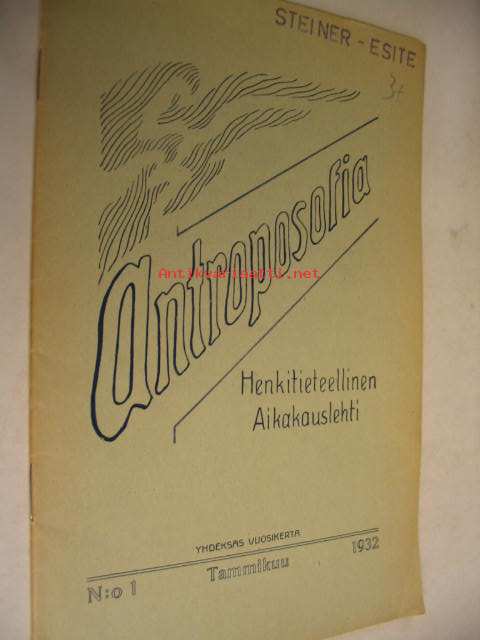 STEINER - ESITE
3,-
Antroposofia
Antikvariaatti.net
Henkitieteellinen
Aikakauslehti
YHDEKSÄS VUOSIKERTA
N:o 1 Tammikuu 1932